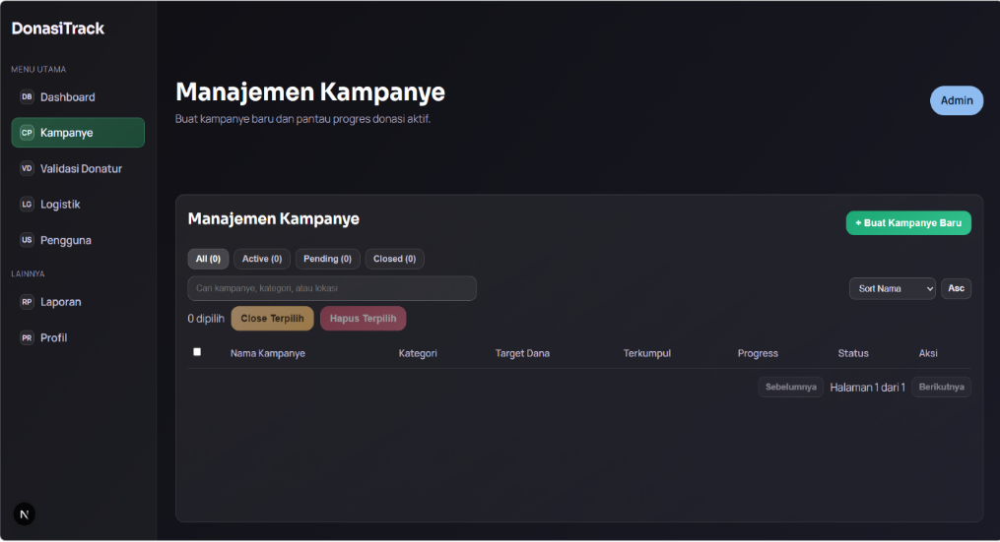 DonasiTrack
MENU UTAMA
DB Dashboard
CP Kampanye
VD Validasi Donatur
LG Logistik
US Pengguna
LAINNYA
RP Laporan
PR Profil
N
Manajemen Kampanye
Buat kampanye baru dan pantau progres donasi aktif.
Admin
Manajemen Kampanye
+ Buat Kampanye Baru
All (0) Active (0) Pending (0) Closed (0)
Cari kampanye, kategori, atau lokasi
Sort Nama Asc
0 dipilih Close Terpilih Hapus Terpilih
Nama Kampanye Kategori Target Dana Terkumpul Progress Status Aksi
Sebelumnya Halaman 1 dari 1 Berikutnya